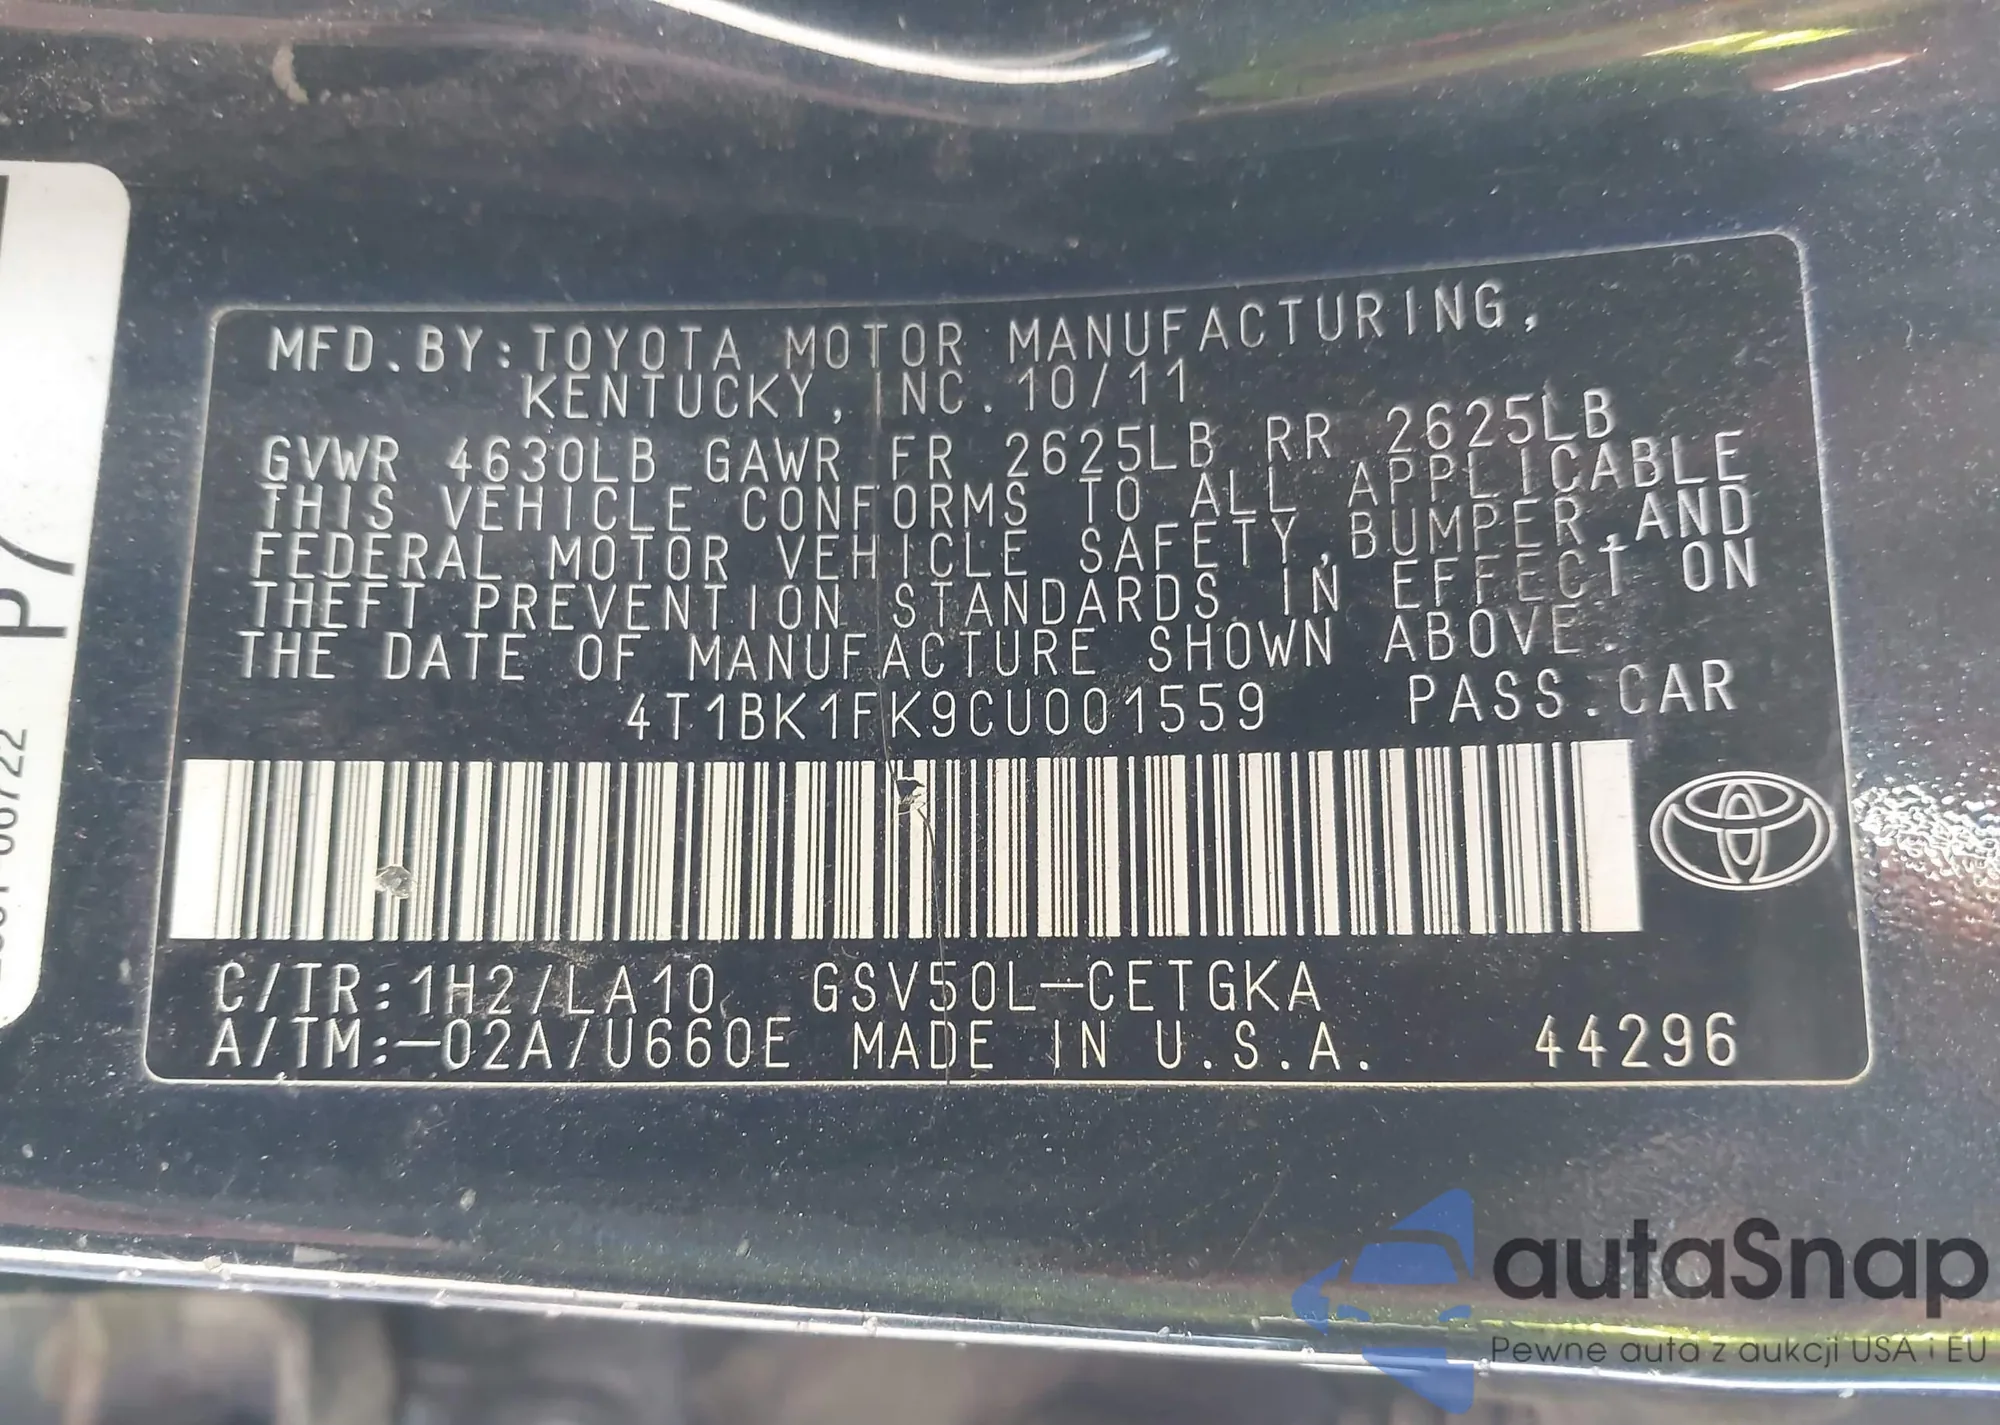 MFD.BY:TOYOTA MOTOR MANUFACTURING,
KENTUCKY, INC. 10/11
GVWR 4630LB GAWR FR 2625LB RR 2625LB
THIS VEHICLE CONFORMS TO ALL APPLICABLE
FEDERAL MOTOR VEHICLE SAFETY,BUMPER,AND
THEFT PREVENTION STANDARDS IN EFFECT ON
THE DATE OF MANUFACTURE SHOWN ABOVE.
4T1BK1FK9CU001559 PASS.CAR
C/TR:1H2/LA10 GSV50L-CETGKA
A/TM:-02A/U660E MADE IN U.S.A. 44296
P7
autaSnap
Pewne auta z aukcji USA i EU